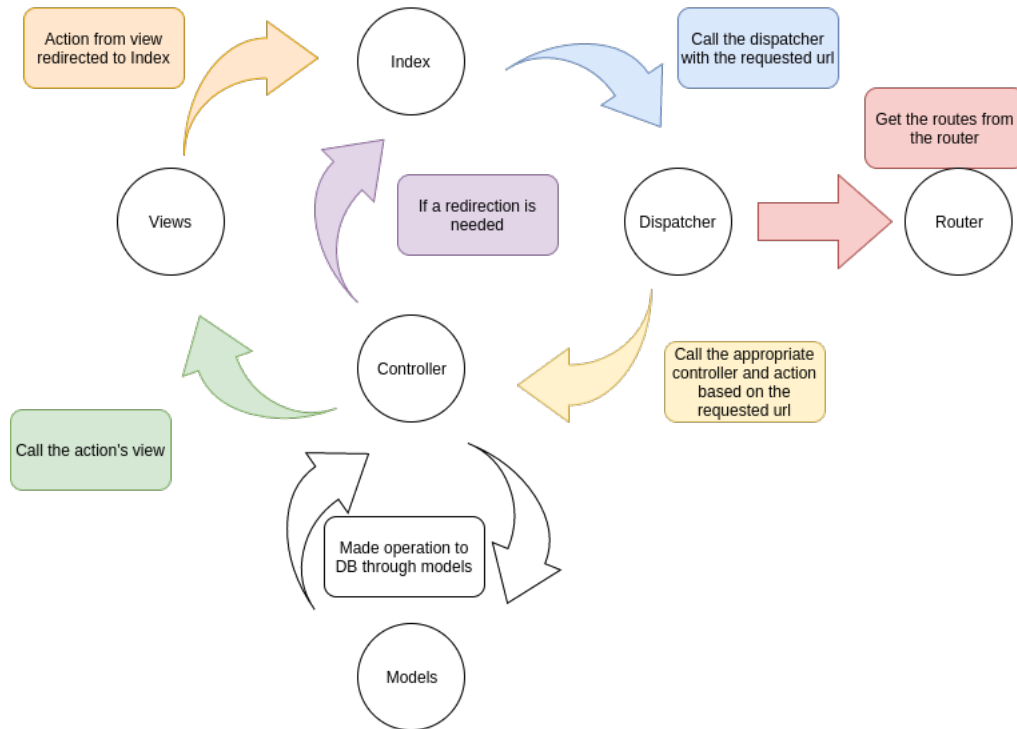 Action from view
redirected to Index
Index
Call the dispatcher
with the requested url
Get the routes from
the router
Views
If a redirection is
needed
Dispatcher
Router
Controller
Call the appropriate
controller and action
based on the
requested url
Call the action's view
Made operation to
DB through models
Models